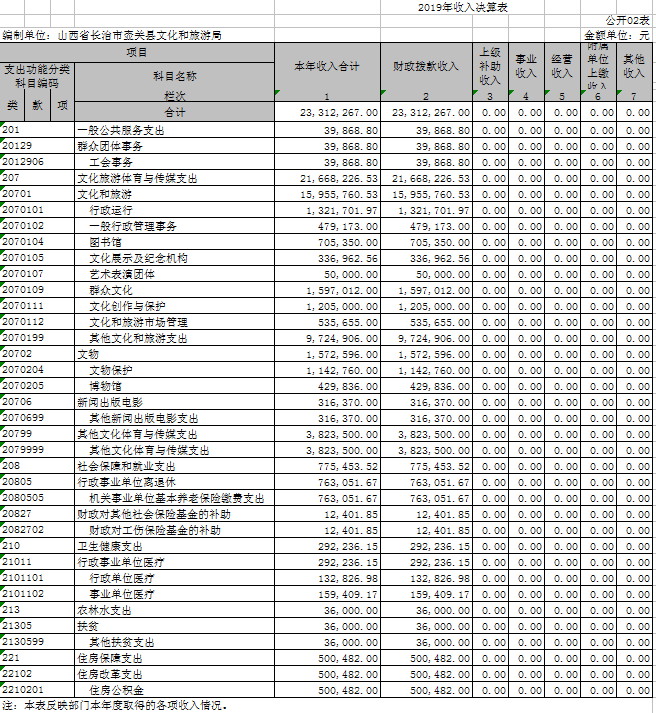 2019年收入决算表
公开02表
编制单位：山西省长治市壶关县文化和旅游局 金额单位：元
项目 本年收入合计 财政拨款收入 上级补助收入 事业收入 经营收入 附属单位上缴收入 其他收入
支出功能分类科目编码 科目名称
类 款 项 栏次 1 2 3 4 5 6 7
合计 23,312,267.00 23,312,267.00 0.00 0.00 0.00 0.00 0.00
201 一般公共服务支出 39,868.80 39,868.80 0.00 0.00 0.00 0.00 0.00
20129 群众团体事务 39,868.80 39,868.80 0.00 0.00 0.00 0.00 0.00
2012906 工会事务 39,868.80 39,868.80 0.00 0.00 0.00 0.00 0.00
207 文化旅游体育与传媒支出 21,668,226.53 21,668,226.53 0.00 0.00 0.00 0.00 0.00
20701 文化和旅游 15,955,760.53 15,955,760.53 0.00 0.00 0.00 0.00 0.00
2070101 行政运行 1,321,701.97 1,321,701.97 0.00 0.00 0.00 0.00 0.00
2070102 一般行政管理事务 479,173.00 479,173.00 0.00 0.00 0.00 0.00 0.00
2070104 图书馆 705,350.00 705,350.00 0.00 0.00 0.00 0.00 0.00
2070105 文化展示及纪念机构 336,962.56 336,962.56 0.00 0.00 0.00 0.00 0.00
2070107 艺术表演团体 50,000.00 50,000.00 0.00 0.00 0.00 0.00 0.00
2070109 群众文化 1,597,012.00 1,597,012.00 0.00 0.00 0.00 0.00 0.00
2070111 文化创作与保护 1,205,000.00 1,205,000.00 0.00 0.00 0.00 0.00 0.00
2070112 文化和旅游市场管理 535,655.00 535,655.00 0.00 0.00 0.00 0.00 0.00
2070199 其他文化和旅游支出 9,724,906.00 9,724,906.00 0.00 0.00 0.00 0.00 0.00
20702 文物 1,572,596.00 1,572,596.00 0.00 0.00 0.00 0.00 0.00
2070204 文物保护 1,142,760.00 1,142,760.00 0.00 0.00 0.00 0.00 0.00
2070205 博物馆 429,836.00 429,836.00 0.00 0.00 0.00 0.00 0.00
20706 新闻出版电影 316,370.00 316,370.00 0.00 0.00 0.00 0.00 0.00
2070699 其他新闻出版电影支出 316,370.00 316,370.00 0.00 0.00 0.00 0.00 0.00
20799 其他文化体育与传媒支出 3,823,500.00 3,823,500.00 0.00 0.00 0.00 0.00 0.00
2079999 其他文化体育与传媒支出 3,823,500.00 3,823,500.00 0.00 0.00 0.00 0.00 0.00
208 社会保障和就业支出 775,453.52 775,453.52 0.00 0.00 0.00 0.00 0.00
20805 行政事业单位离退休 763,051.67 763,051.67 0.00 0.00 0.00 0.00 0.00
2080505 机关事业单位基本养老保险缴费支出 763,051.67 763,051.67 0.00 0.00 0.00 0.00 0.00
20827 财政对其他社会保险基金的补助 12,401.85 12,401.85 0.00 0.00 0.00 0.00 0.00
2082702 财政对工伤保险基金的补助 12,401.85 12,401.85 0.00 0.00 0.00 0.00 0.00
210 卫生健康支出 292,236.15 292,236.15 0.00 0.00 0.00 0.00 0.00
21011 行政事业单位医疗 292,236.15 292,236.15 0.00 0.00 0.00 0.00 0.00
2101101 行政单位医疗 132,826.98 132,826.98 0.00 0.00 0.00 0.00 0.00
2101102 事业单位医疗 159,409.17 159,409.17 0.00 0.00 0.00 0.00 0.00
213 农林水支出 36,000.00 36,000.00 0.00 0.00 0.00 0.00 0.00
21305 扶贫 36,000.00 36,000.00 0.00 0.00 0.00 0.00 0.00
2130599 其他扶贫支出 36,000.00 36,000.00 0.00 0.00 0.00 0.00 0.00
221 住房保障支出 500,482.00 500,482.00 0.00 0.00 0.00 0.00 0.00
22102 住房改革支出 500,482.00 500,482.00 0.00 0.00 0.00 0.00 0.00
2210201 住房公积金 500,482.00 500,482.00 0.00 0.00 0.00 0.00 0.00
注：本表反映部门本年度取得的各项收入情况。